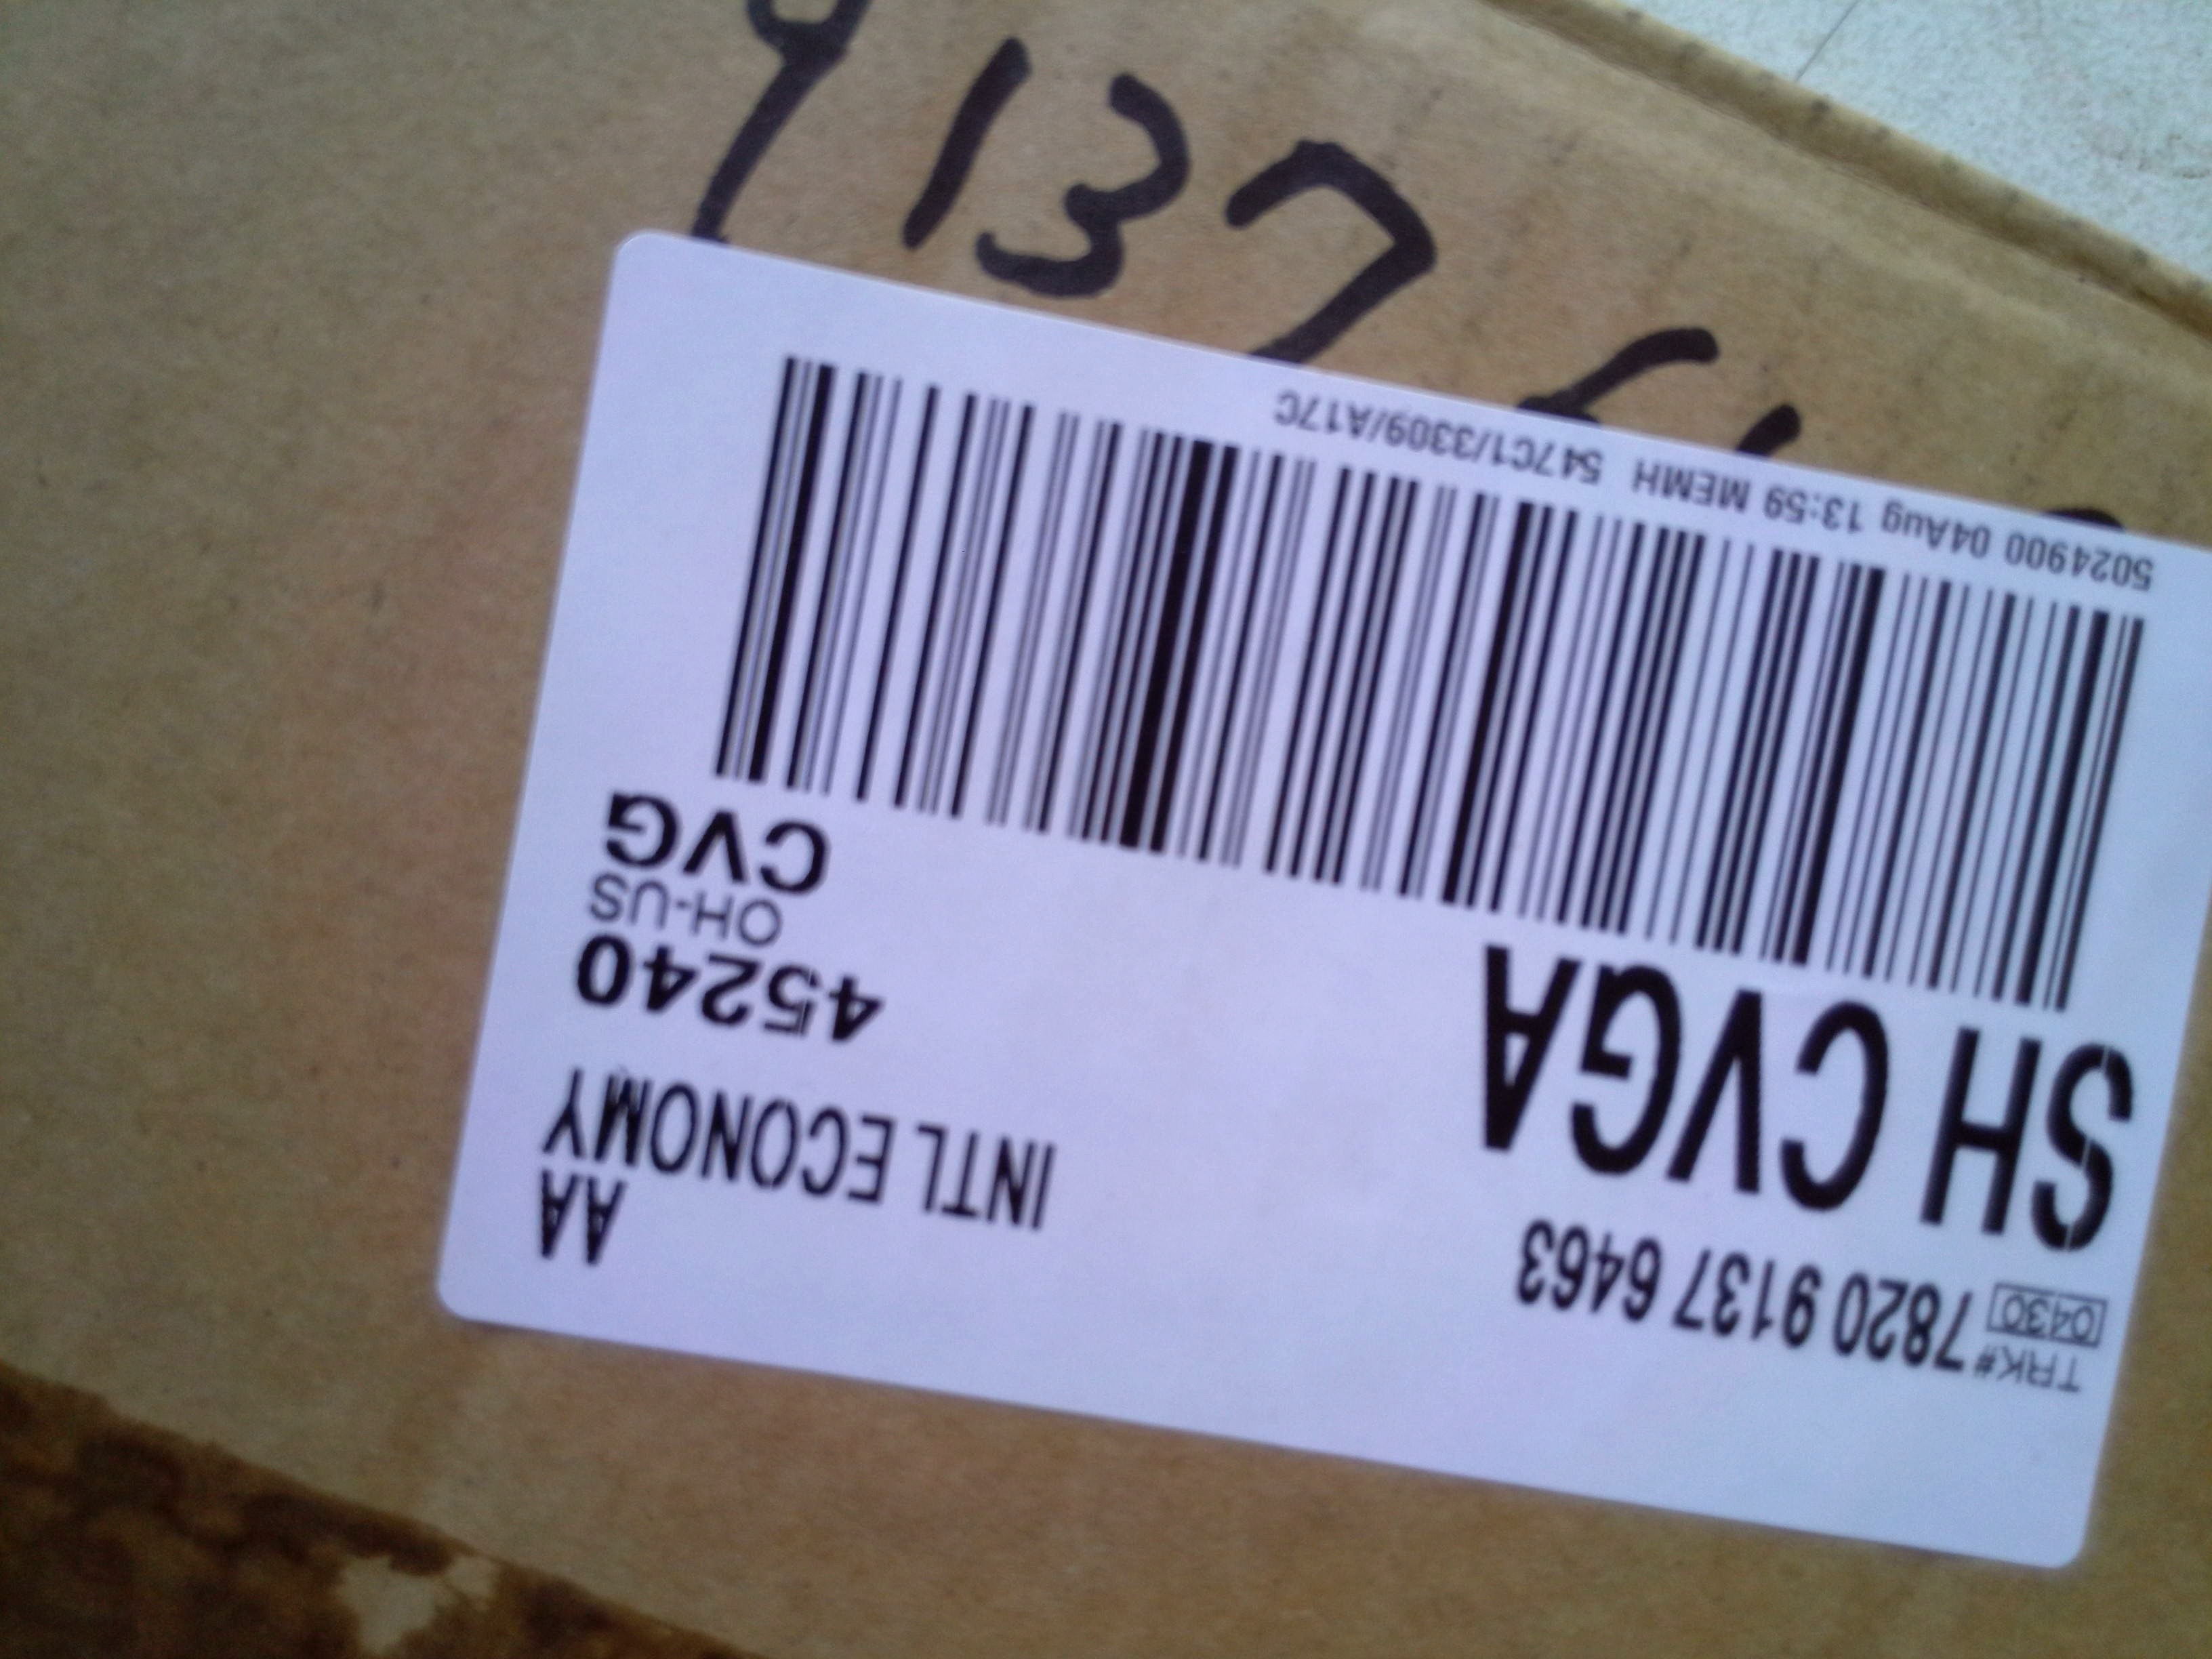 9137
TRK# 7820 9137 6463
0430
AA
INTL ECONOMY
SH CVGA
45240
OH-US
CVG
5024900 04Aug 13:59 MEMH 547C1/3309/A17C